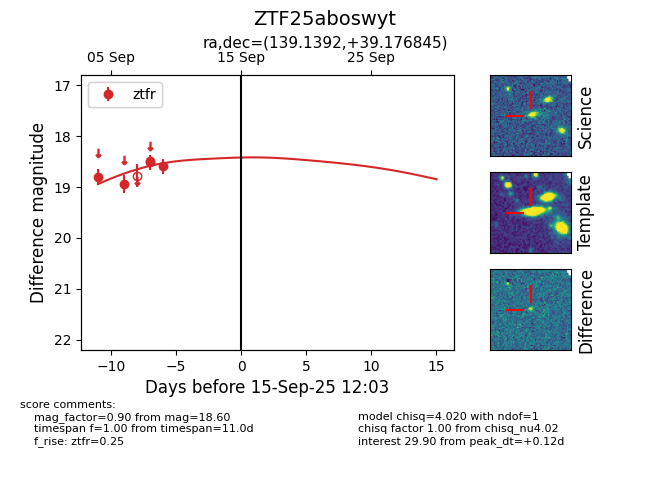 ZTF25aboswyt
ra,dec=(139.1392,+39.176845)
05 Sep 15 Sep 25 Sep
ztfr
17
18
19
20
21
22
Difference magnitude
−10 −5 0 5 10 15
Days before 15-Sep-25 12:03
Science
Template
Difference
score comments:
mag_factor=0.90 from mag=18.60
timespan f=1.00 from timespan=11.0d
f_rise: ztfr=0.25
model chisq=4.020 with ndof=1
chisq factor 1.00 from chisq_nu4.02
interest 29.90 from peak_dt=+0.12d